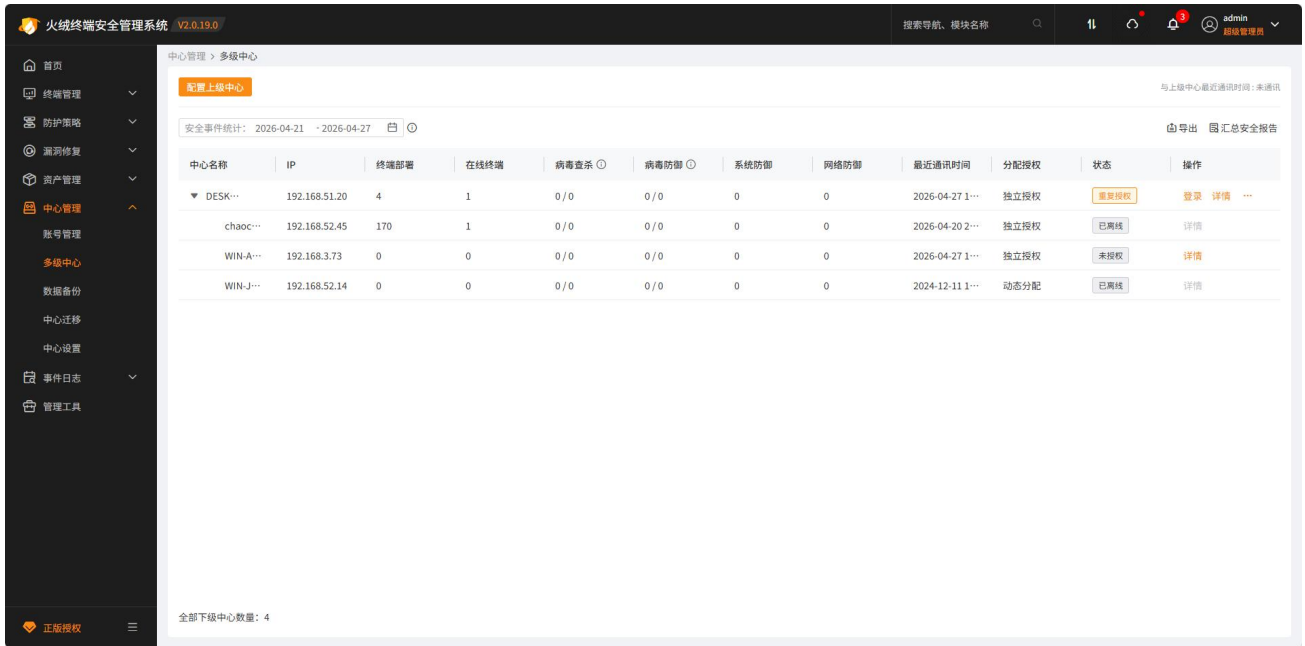 火绒终端安全管理系统 V2.0.19.0 搜索导航、模块名称 3 admin 超级管理员
首页
终端管理
防护策略
漏洞修复
资产管理
中心管理
账号管理
多级中心
数据备份
中心迁移
中心设置
事件日志
管理工具
正版授权
中心管理 > 多级中心
配置上级中心 与上级中心最近通讯时间:未通讯
安全事件统计: 2026-04-21 - 2026-04-27 导出 汇总安全报告
中心名称 IP 终端部署 在线终端 病毒查杀 病毒防御 系统防御 网络防御 最近通讯时间 分配授权 状态 操作
DESK… 192.168.51.20 4 1 0/0 0/0 0 0 2026-04-27 1… 独立授权 重复授权 登录 详情 …
chaoc… 192.168.52.45 170 1 0/0 0/0 0 0 2026-04-20 2… 独立授权 已离线 详情
WIN-A… 192.168.3.73 0 0 0/0 0/0 0 0 2026-04-27 1… 独立授权 未授权 详情
WIN-J… 192.168.52.14 0 0 0/0 0/0 0 0 2024-12-11 1… 动态分配 已离线 详情
全部下级中心数量: 4